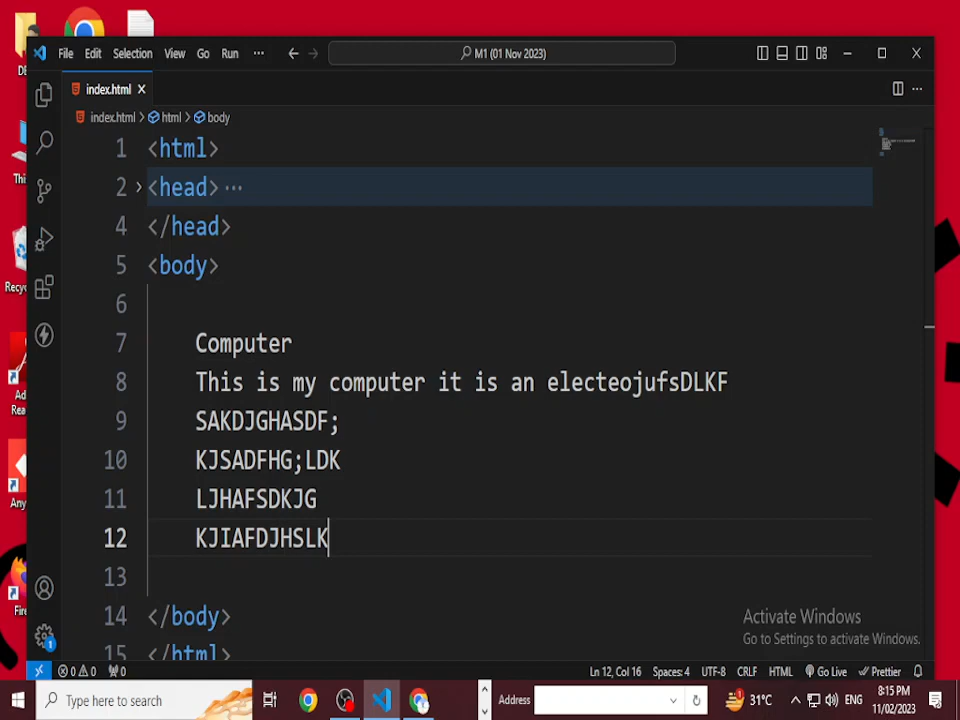 File Edit Selection View Go Run ··· M1 (01 Nov 2023)
index.html
index.html > html > body
1 <html>
2 <head> ···
4 </head>
5 <body>
6
7 Computer
8 This is my computer it is an electeojufsDLKF
9 SAKDJGHASDF;
10 KJSADFHG;LDK
11 LJHAFSDKJG
12 KJIAFDJHSLK
13
14 </body>
15 </html>
Activate Windows
Go to Settings to activate Windows.
0 0 0 Ln 12, Col 16 Spaces: 4 UTF-8 CRLF HTML Go Live Prettier
Type here to search Address 31°C ENG 8:15 PM
11/02/2023